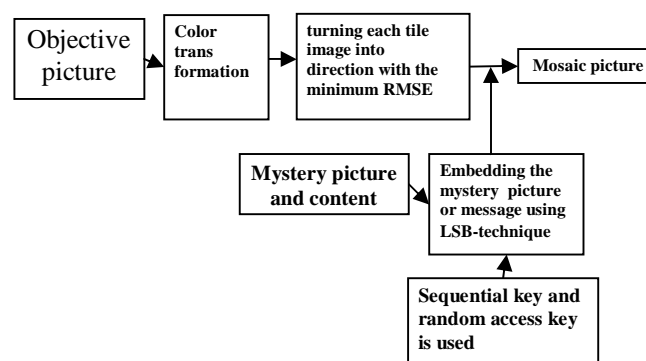 Objective
picture
Color
trans
formation
turning each tile
image into
direction with the
minimum RMSE
Mosaic picture
Mystery picture
and content
Embedding the
mystery picture
or message using
LSB-technique
Sequential key and
random access key
is used